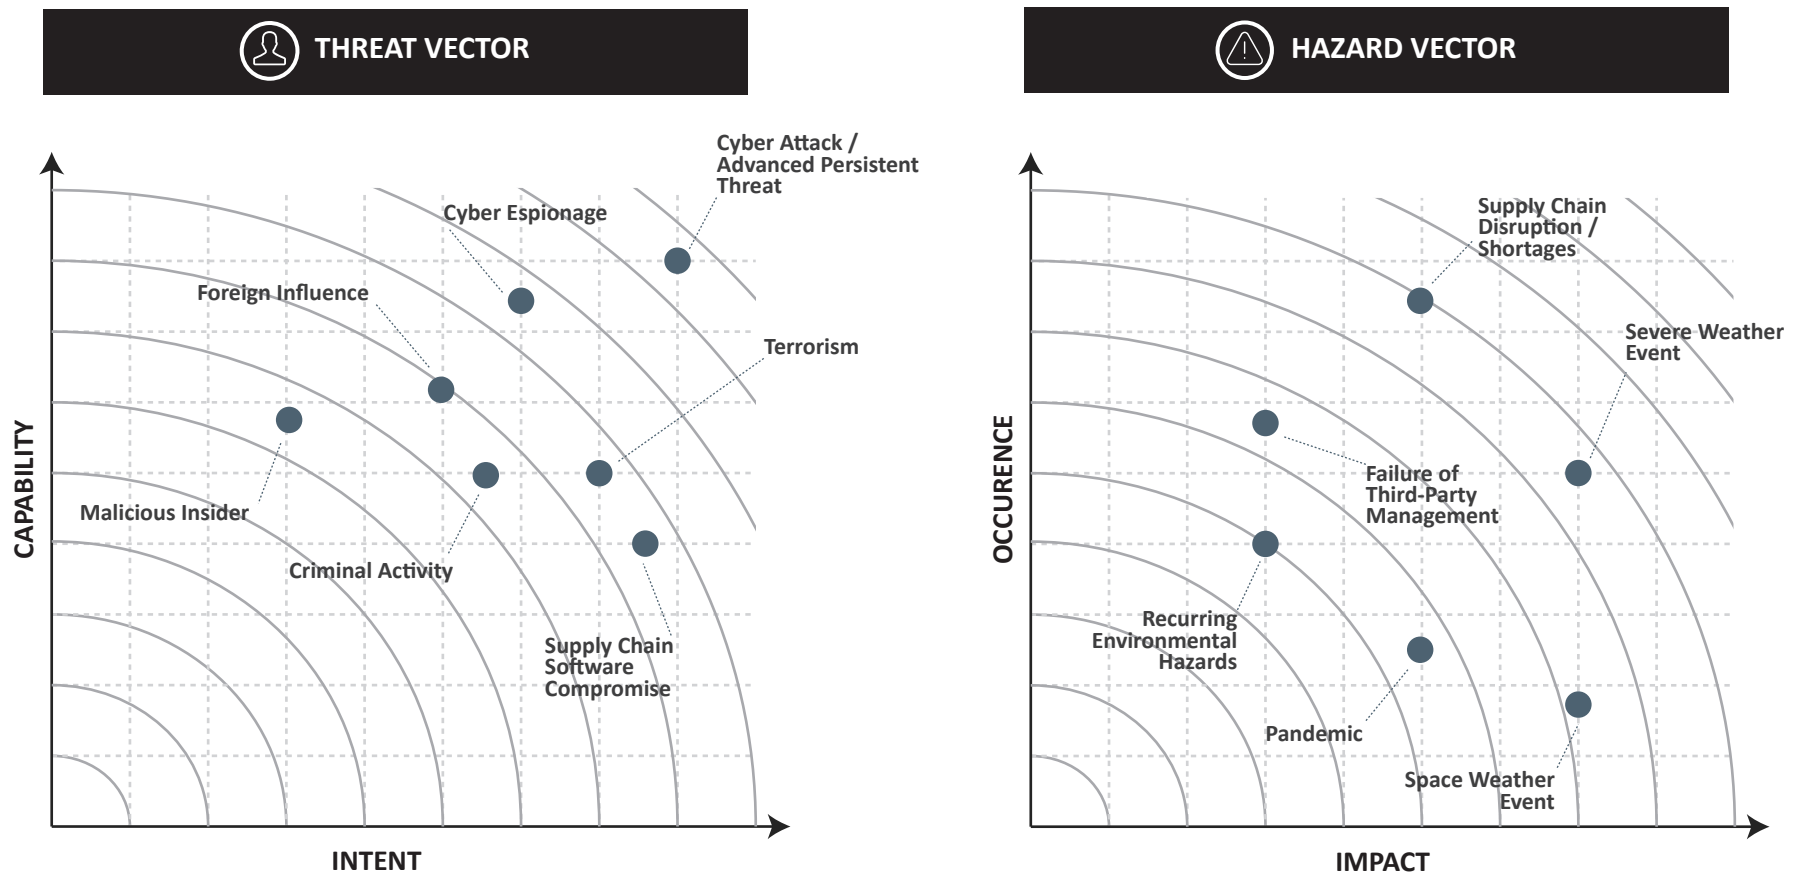 THREAT VECTOR
Cyber Attack /
Advanced Persistent
Threat
Cyber Espionage
Foreign Influence
Terrorism
Malicious Insider
Criminal Activity
Supply Chain
Software
Compromise
CAPABILITY
INTENT
HAZARD VECTOR
Supply Chain
Disruption /
Shortages
Severe Weather
Event
Failure of
Third-Party
Management
Recurring
Environmental
Hazards
Pandemic
Space Weather
Event
OCCURENCE
IMPACT